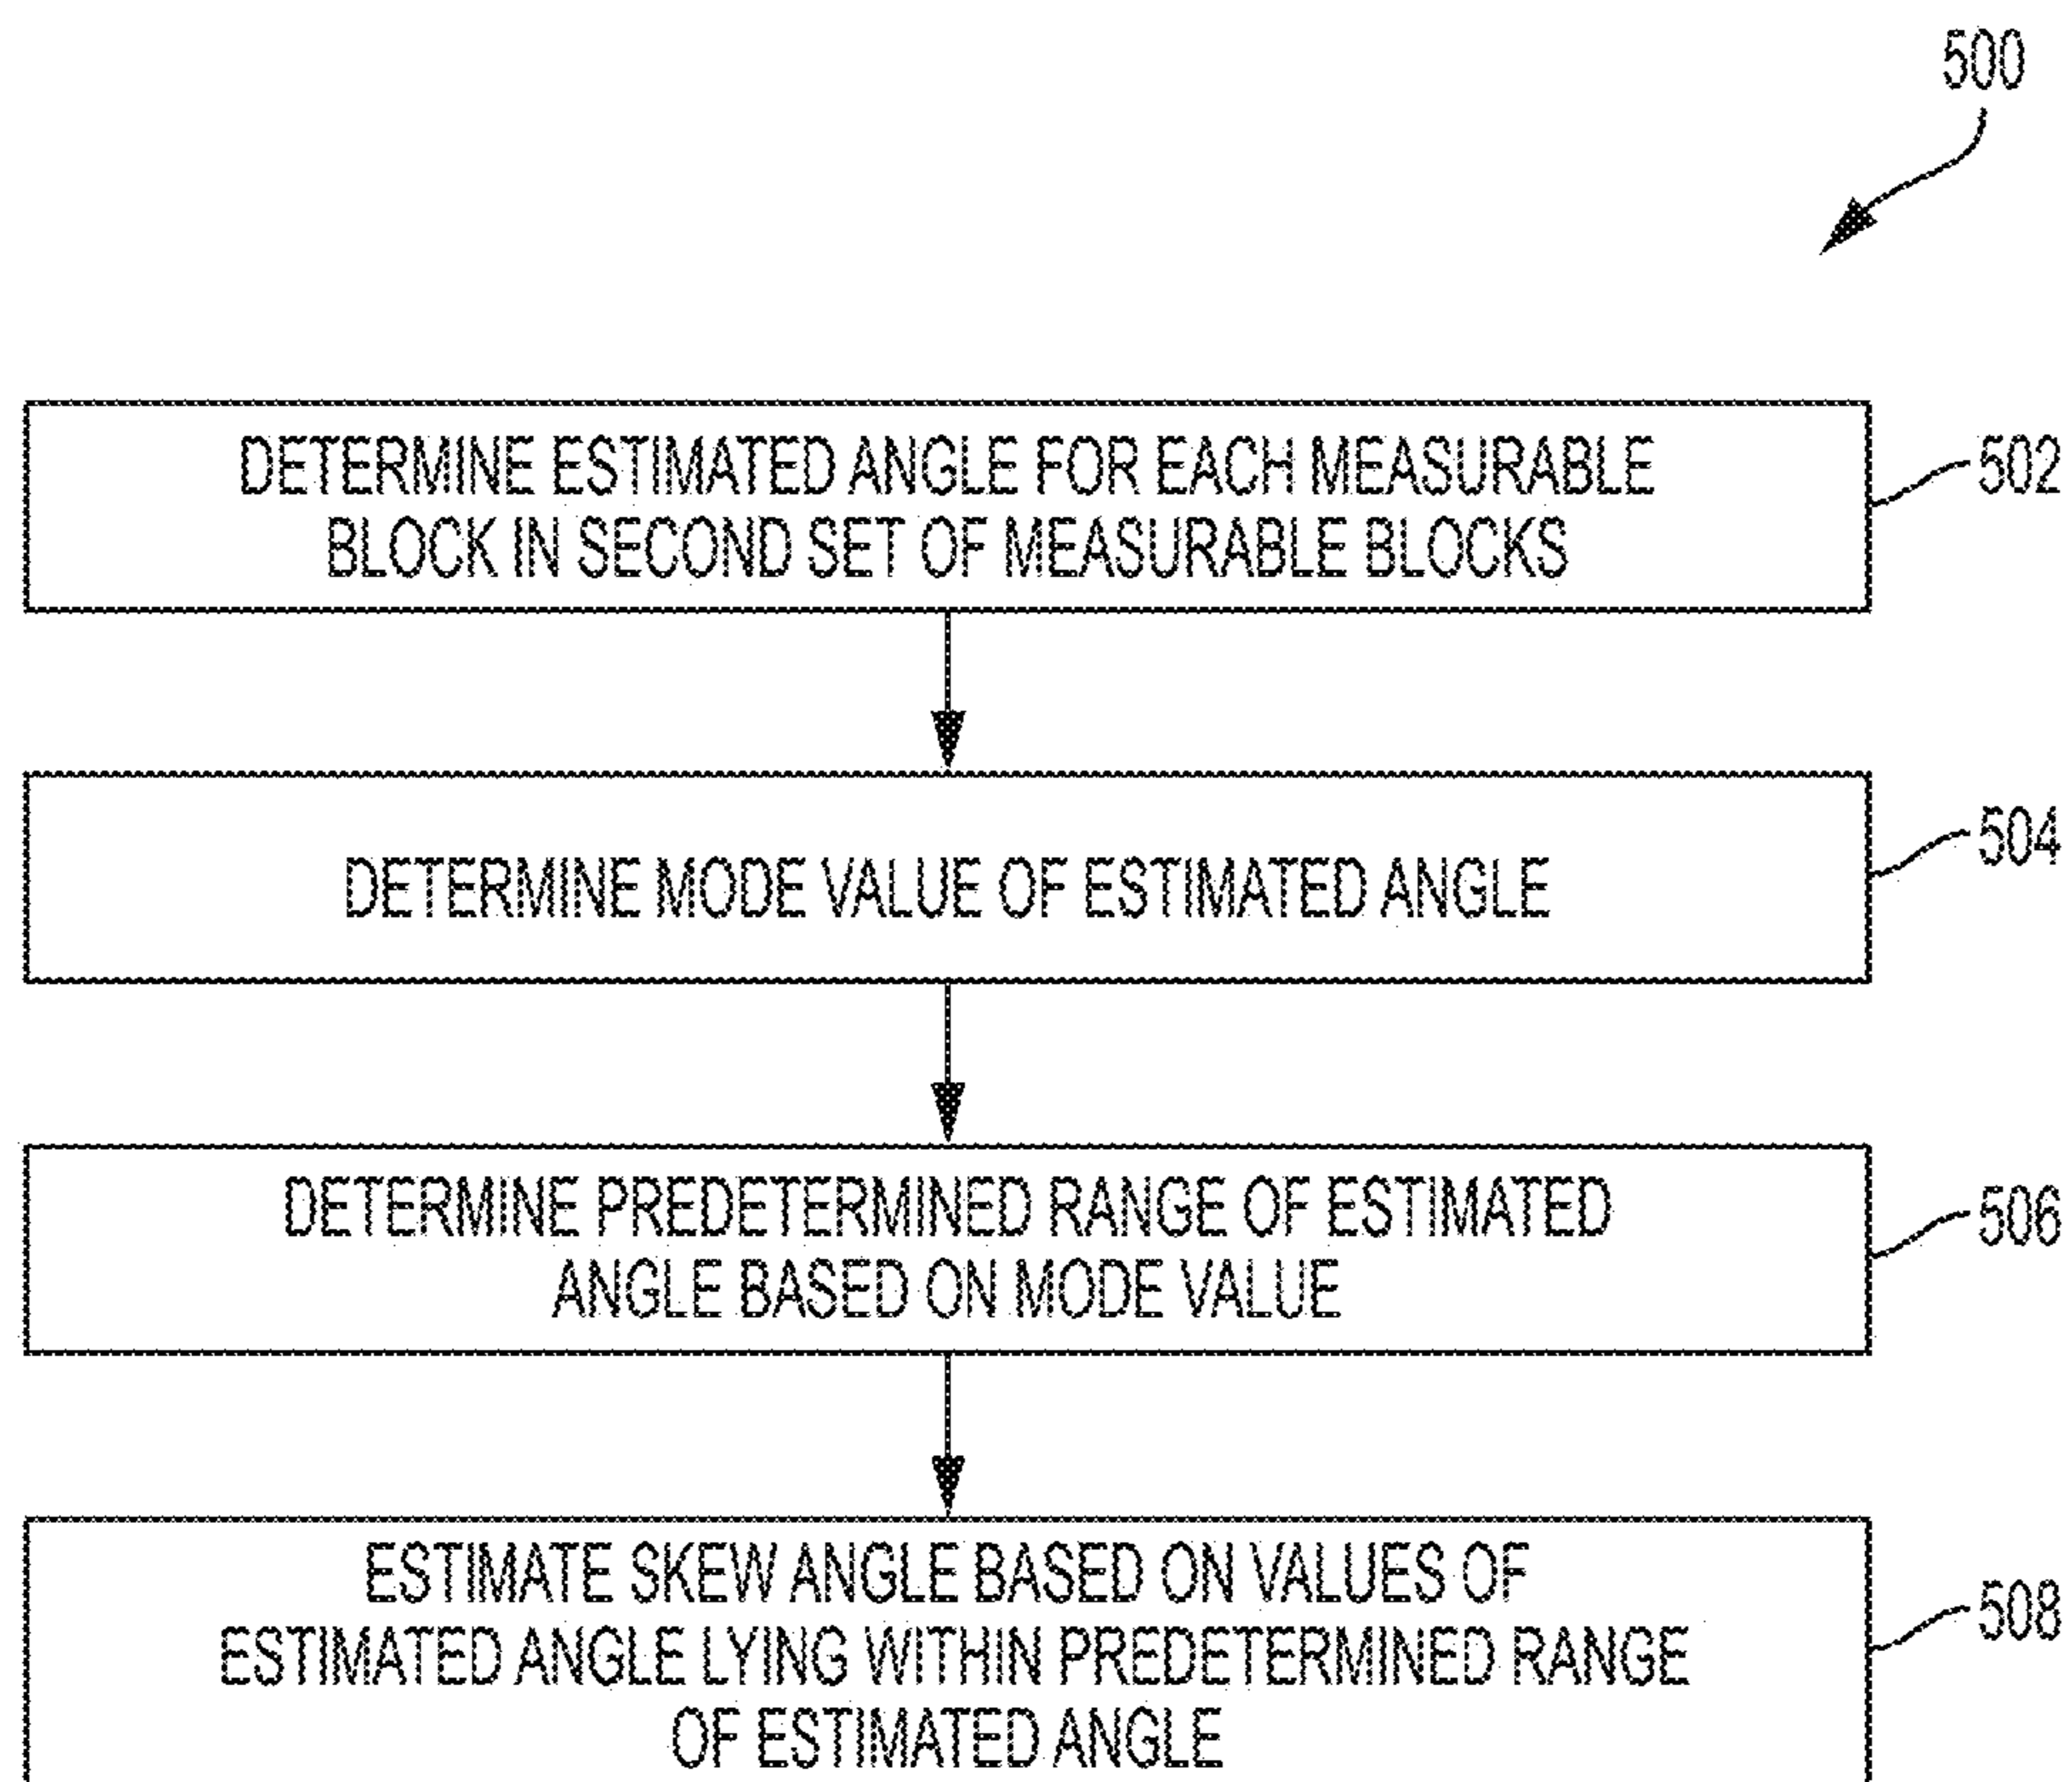 500
DETERMINE ESTIMATED ANGLE FOR EACH MEASURABLE
BLOCK IN SECOND SET OF MEASURABLE BLOCKS
502
DETERMINE MODE VALUE OF ESTIMATED ANGLE
504
DETERMINE PREDETERMINED RANGE OF ESTIMATED
ANGLE BASED ON MODE VALUE
506
ESTIMATE SKEW ANGLE BASED ON VALUES OF
ESTIMATED ANGLE LYING WITHIN PREDETERMINED RANGE
OF ESTIMATED ANGLE
508